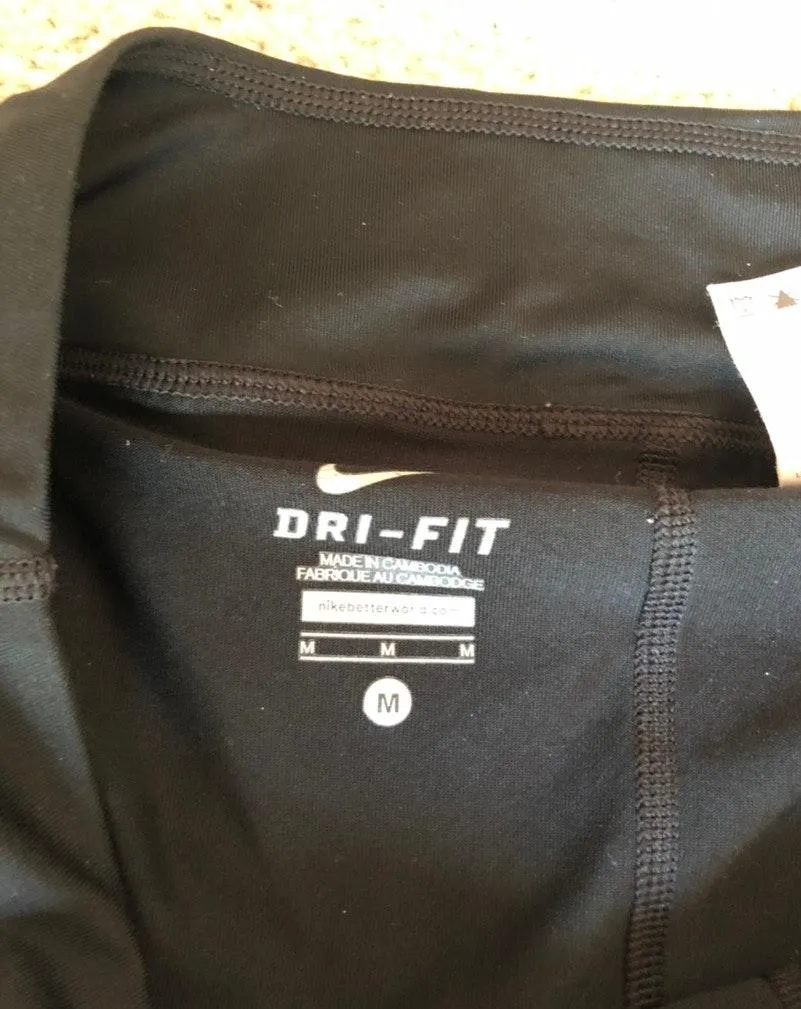 DRI-FIT
MADE IN CAMBODIA
FABRIQUE AU CAMBODGE
nikebetterworld.com
M M M
M